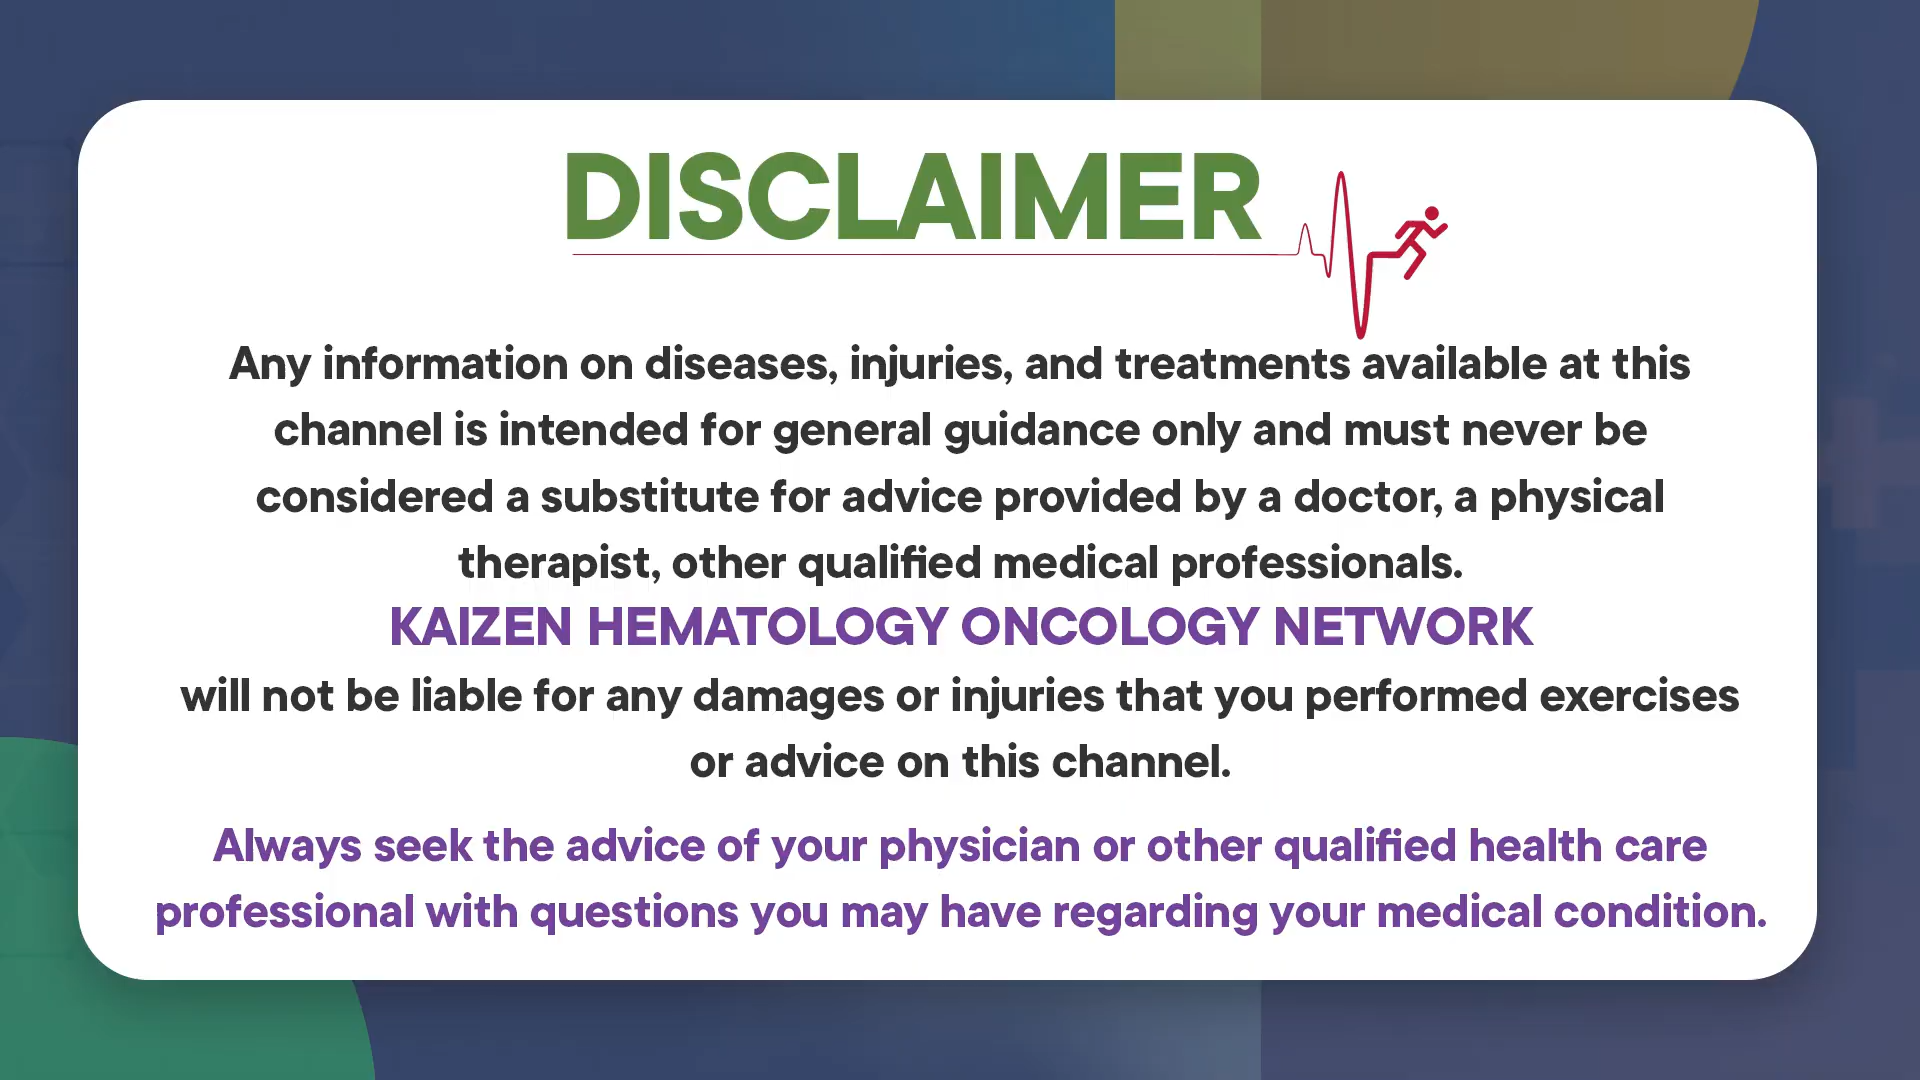 DISCLAIMER
Any information on diseases, injuries, and treatments available at this
channel is intended for general guidance only and must never be
considered a substitute for advice provided by a doctor, a physical
therapist, other qualified medical professionals.
KAIZEN HEMATOLOGY ONCOLOGY NETWORK
will not be liable for any damages or injuries that you performed exercises
or advice on this channel.
Always seek the advice of your physician or other qualified health care
professional with questions you may have regarding your medical condition.